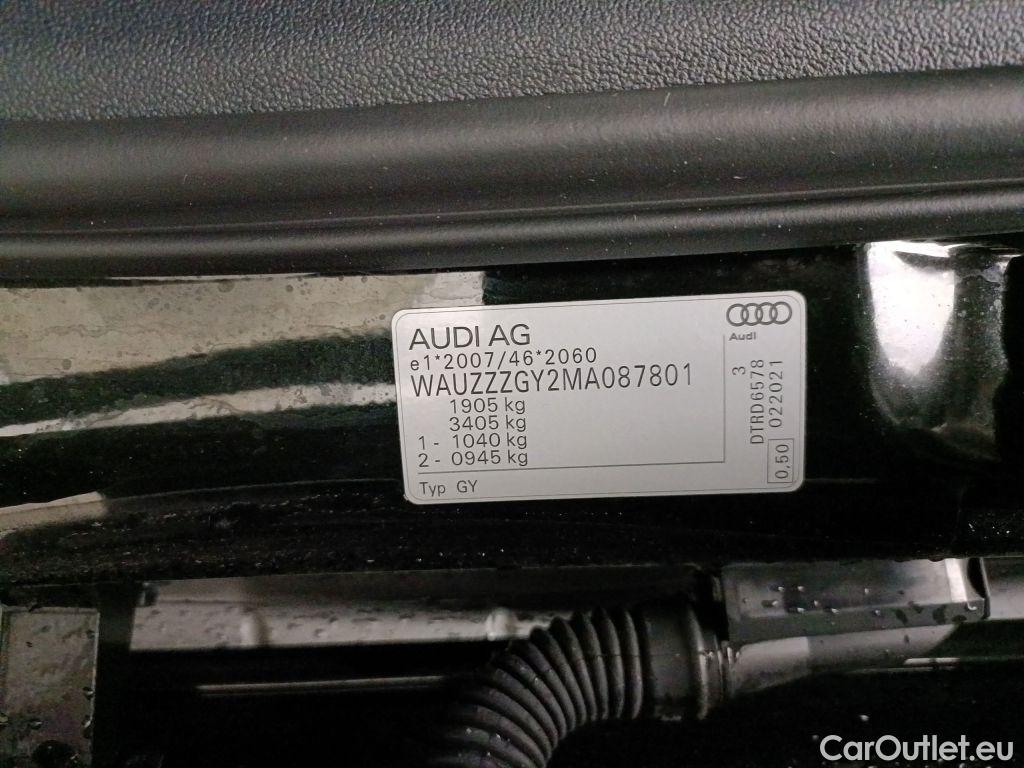 AUDI AG
e1*2007/46*2060
WAUZZZGY2MA087801
1905 kg
3405 kg
1 - 1040 kg
2 - 0945 kg
Typ GY
Audi
DTRD6578 3
022021
0,50
CarOutlet.eu